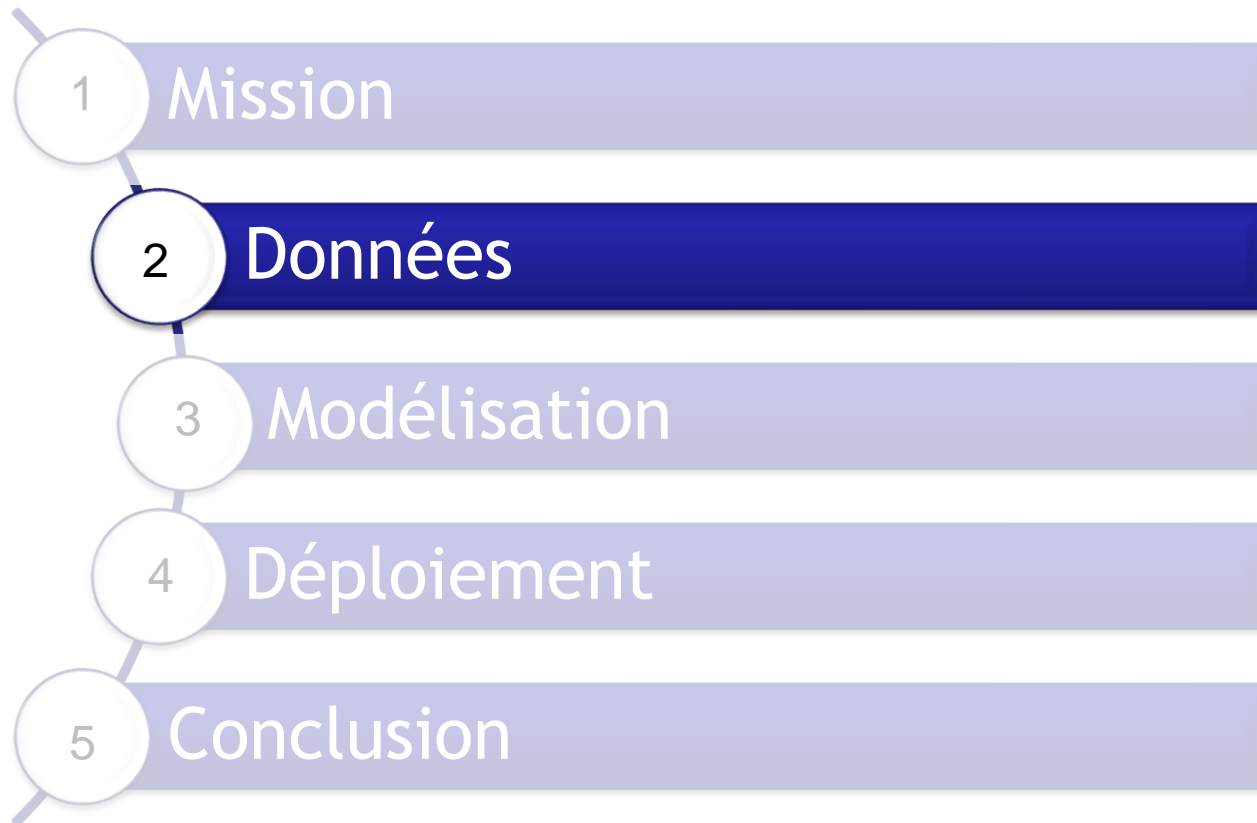 1 Mission
2 Données
3 Modélisation
4 Déploiement
5 Conclusion